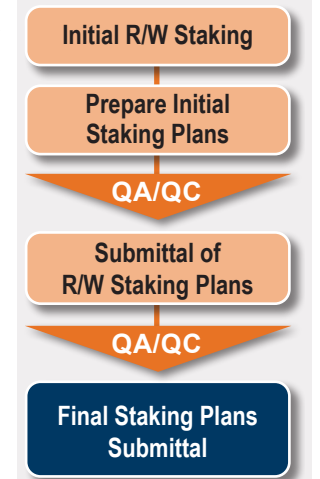 Initial R/W Staking
Prepare Initial
Staking Plans
QA/QC
Submittal of
R/W Staking Plans
QA/QC
Final Staking Plans
Submittal